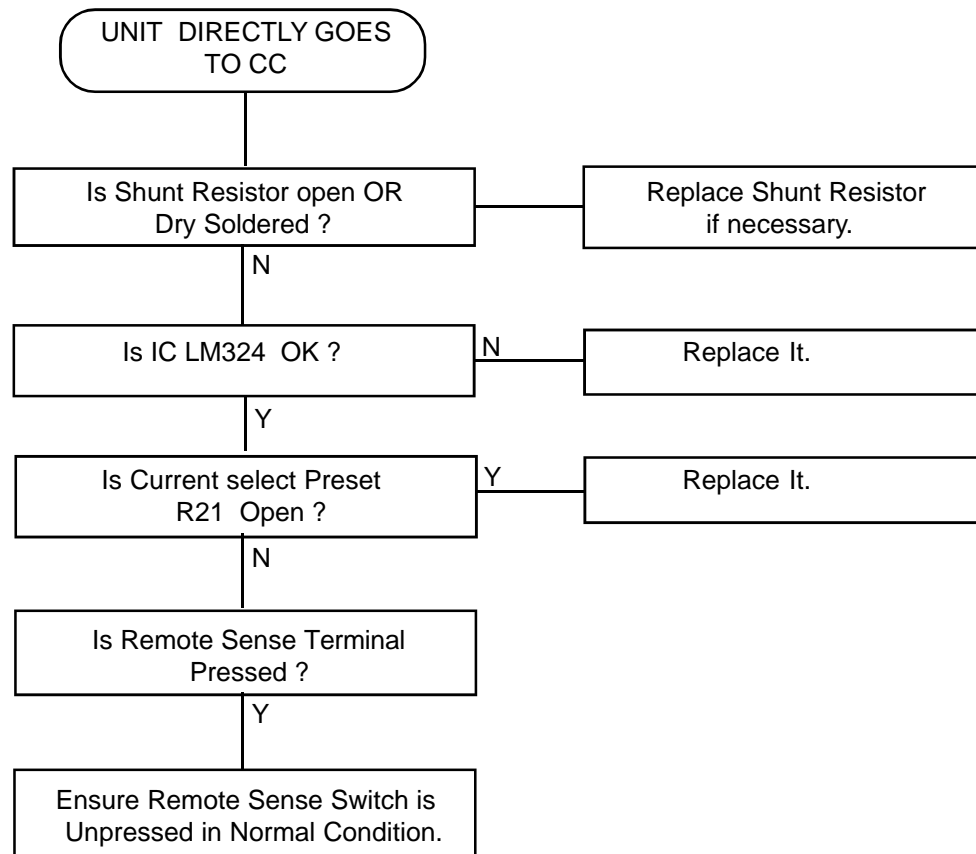 UNIT DIRECTLY GOES
TO CC
Is Shunt Resistor open OR
Dry Soldered ?
Replace Shunt Resistor
if necessary.
N
Is IC LM324 OK ?
N
Replace It.
Y
Is Current select Preset
R21 Open ?
Y
Replace It.
N
Is Remote Sense Terminal
Pressed ?
Y
Ensure Remote Sense Switch is
Unpressed in Normal Condition.